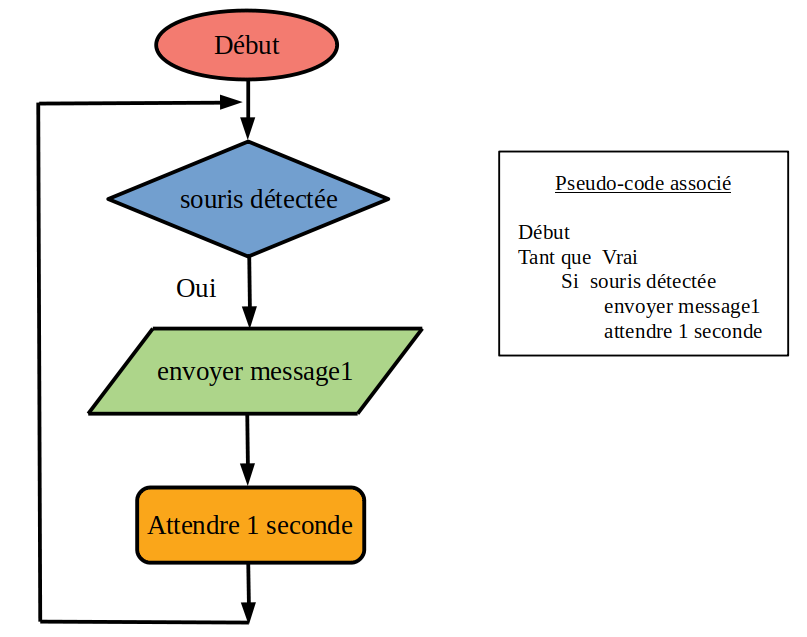 Début
souris détectée
Oui
envoyer message1
Attendre 1 seconde
Pseudo-code associé
Début
Tant que Vrai
Si souris détectée
envoyer message1
attendre 1 seconde